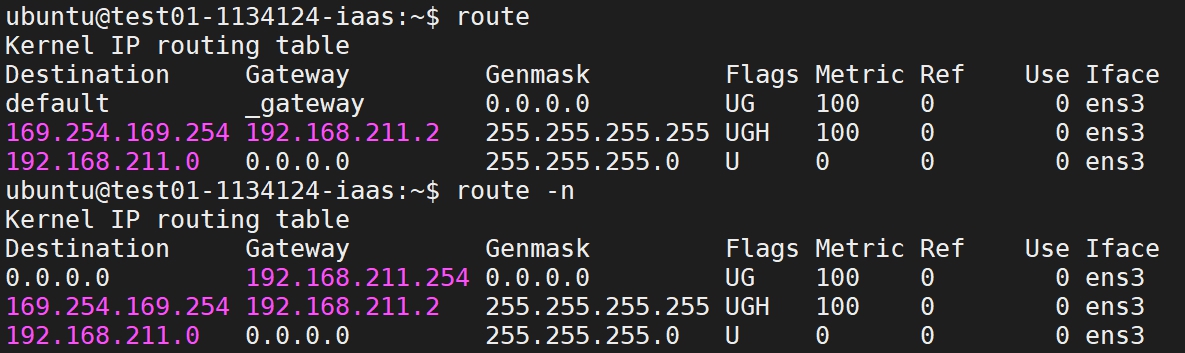 ubuntu@test01-1134124-iaas:~$ route
Kernel IP routing table
Destination     Gateway         Genmask         Flags Metric Ref    Use Iface
default         _gateway        0.0.0.0         UG    100    0        0 ens3
169.254.169.254 192.168.211.2   255.255.255.255 UGH   100    0        0 ens3
192.168.211.0   0.0.0.0         255.255.255.0   U     0      0        0 ens3
ubuntu@test01-1134124-iaas:~$ route -n
Kernel IP routing table
Destination     Gateway         Genmask         Flags Metric Ref    Use Iface
0.0.0.0         192.168.211.254 0.0.0.0         UG    100    0        0 ens3
169.254.169.254 192.168.211.2   255.255.255.255 UGH   100    0        0 ens3
192.168.211.0   0.0.0.0         255.255.255.0   U     0      0        0 ens3